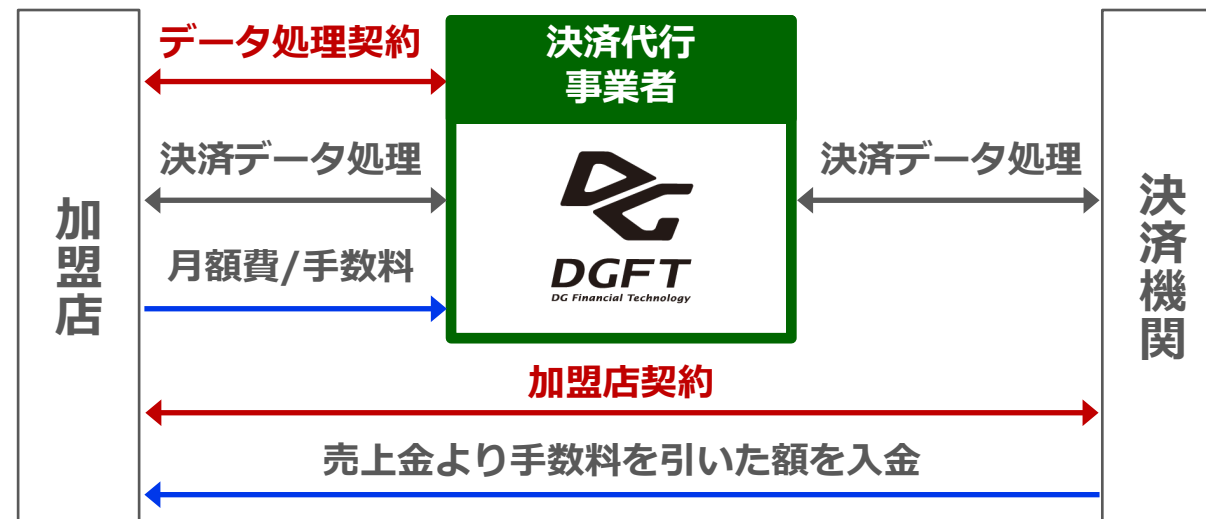 データ処理契約
決済代行
事業者
決済データ処理
決済データ処理
加盟店
決済機関
月額費/手数料
DGFT
DG Financial Technology
加盟店契約
売上金より手数料を引いた額を入金